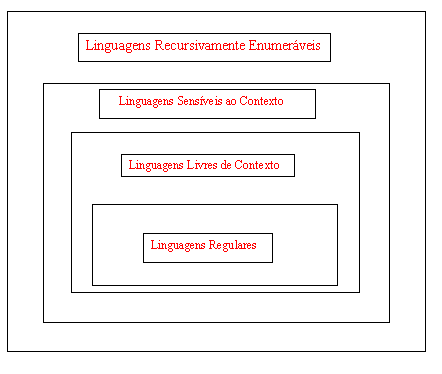 Linguagens Recursivamente Enumeráveis
Linguagens Sensíveis ao Contexto
Linguagens Livres de Contexto
Linguagens Regulares